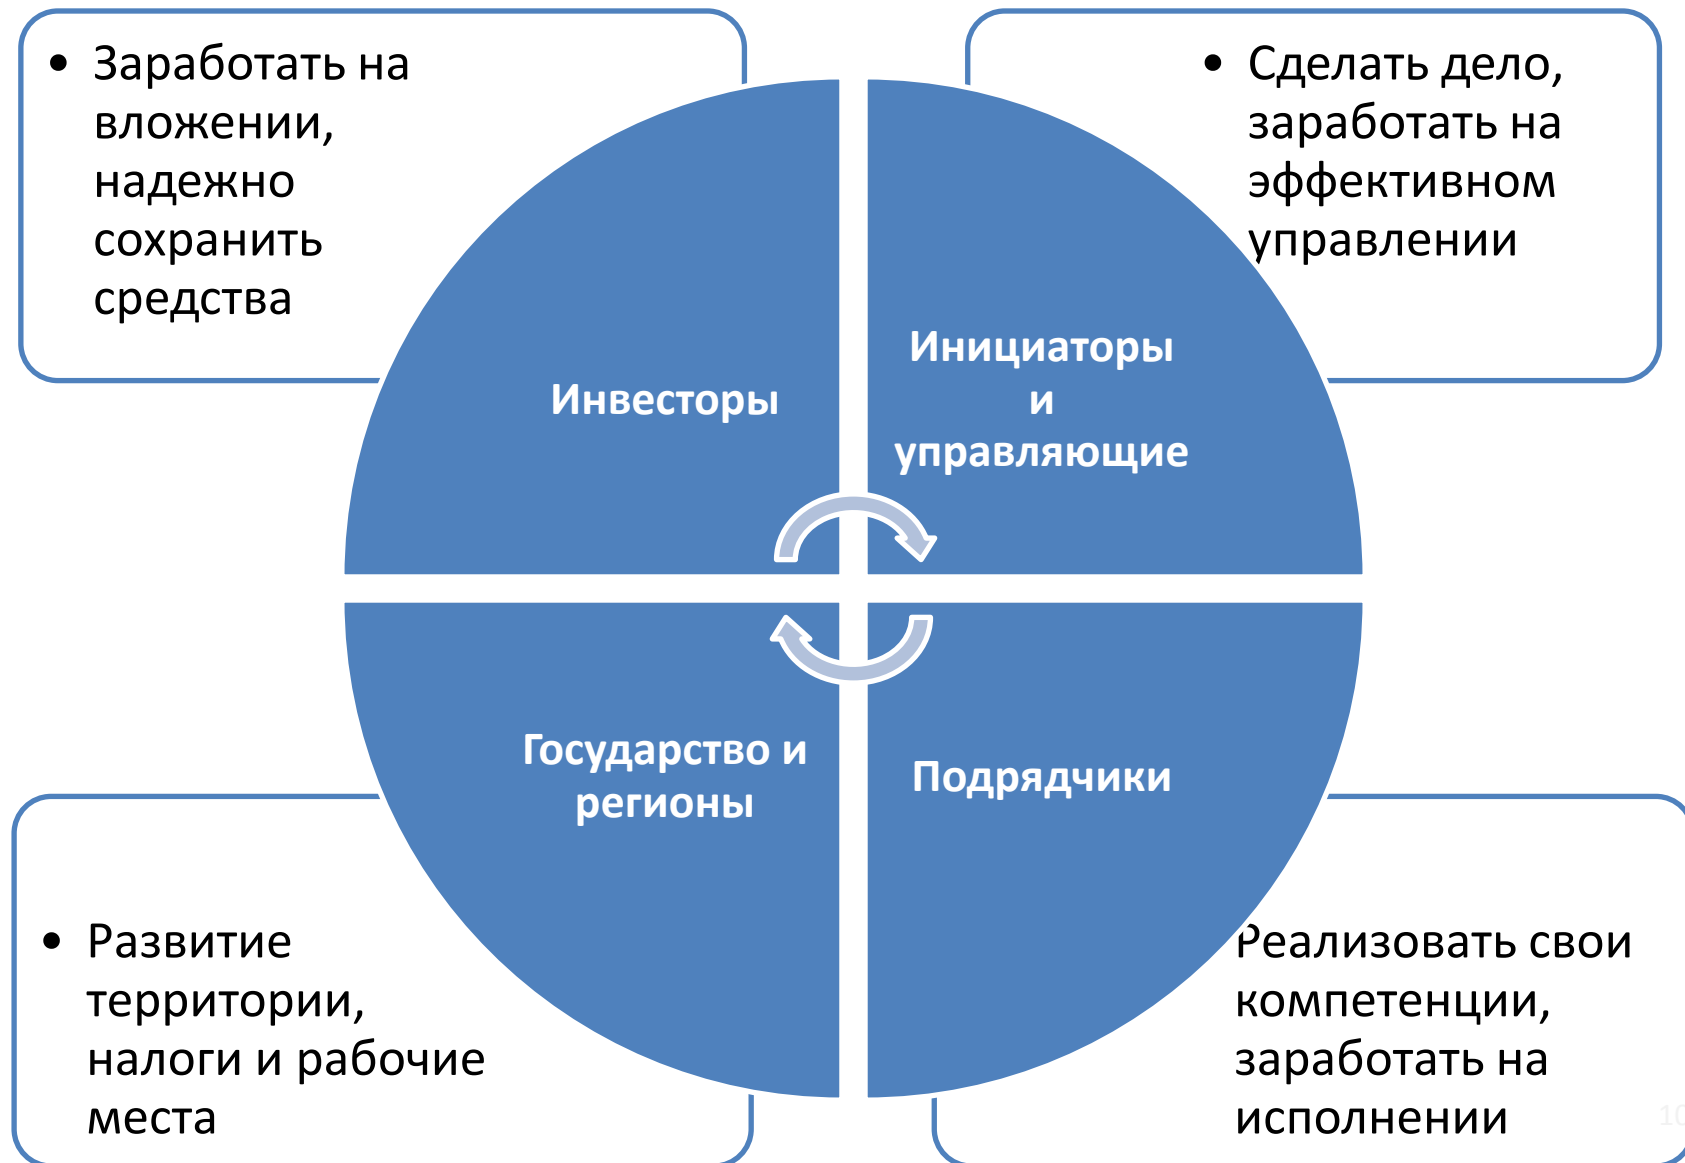 • Заработать на
вложении,
надежно
сохранить
средства
• Сделать дело,
заработать на
эффективном
управлении
Инвесторы
Инициаторы
и
управляющие
Государство и
регионы
Подрядчики
• Развитие
территории,
налоги и рабочие
места
Реализовать свои
компетенции,
заработать на
исполнении
10